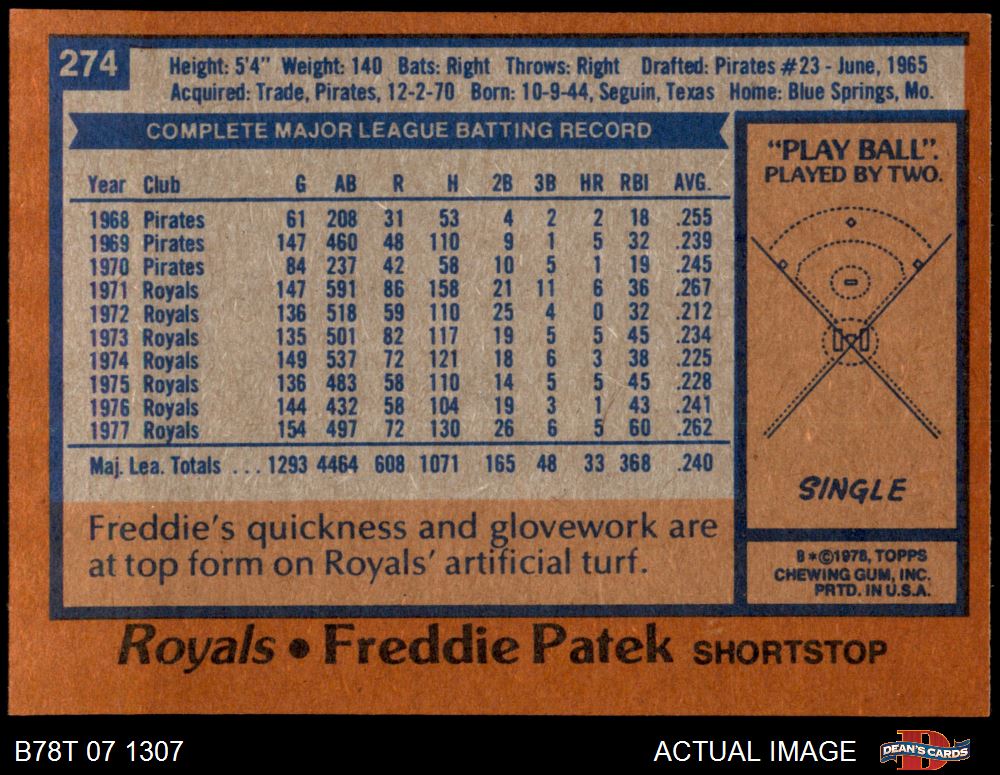 274
Height: 5'4" Weight: 140 Bats: Right Throws: Right Drafted: Pirates #23 - June, 1965
Acquired: Trade, Pirates, 12-2-70 Born: 10-9-44, Seguin, Texas Home: Blue Springs, Mo.
COMPLETE MAJOR LEAGUE BATTING RECORD
Year Club G AB R H 2B 3B HR RBI AVG.
1968 Pirates 61 208 31 53 4 2 2 18 .255
1969 Pirates 147 460 48 110 9 1 5 32 .239
1970 Pirates 84 237 42 58 10 5 1 19 .245
1971 Royals 147 591 86 158 21 11 6 36 .267
1972 Royals 136 518 59 110 25 4 0 32 .212
1973 Royals 135 501 82 117 19 5 5 45 .234
1974 Royals 149 537 72 121 18 6 3 38 .225
1975 Royals 136 483 58 110 14 5 5 45 .228
1976 Royals 144 432 58 104 19 3 1 43 .241
1977 Royals 154 497 72 130 26 6 5 60 .262
Maj. Lea. Totals ... 1293 4464 608 1071 165 48 33 368 .240
Freddie's quickness and glovework are
at top form on Royals' artificial turf.
"PLAY BALL".
PLAYED BY TWO.
SINGLE
B*©1978, TOPPS
CHEWING GUM, INC.
PRTD. IN U.S.A.
Royals • Freddie Patek SHORTSTOP
B78T 07 1307
ACTUAL IMAGE
D
DEAN'S CARDS